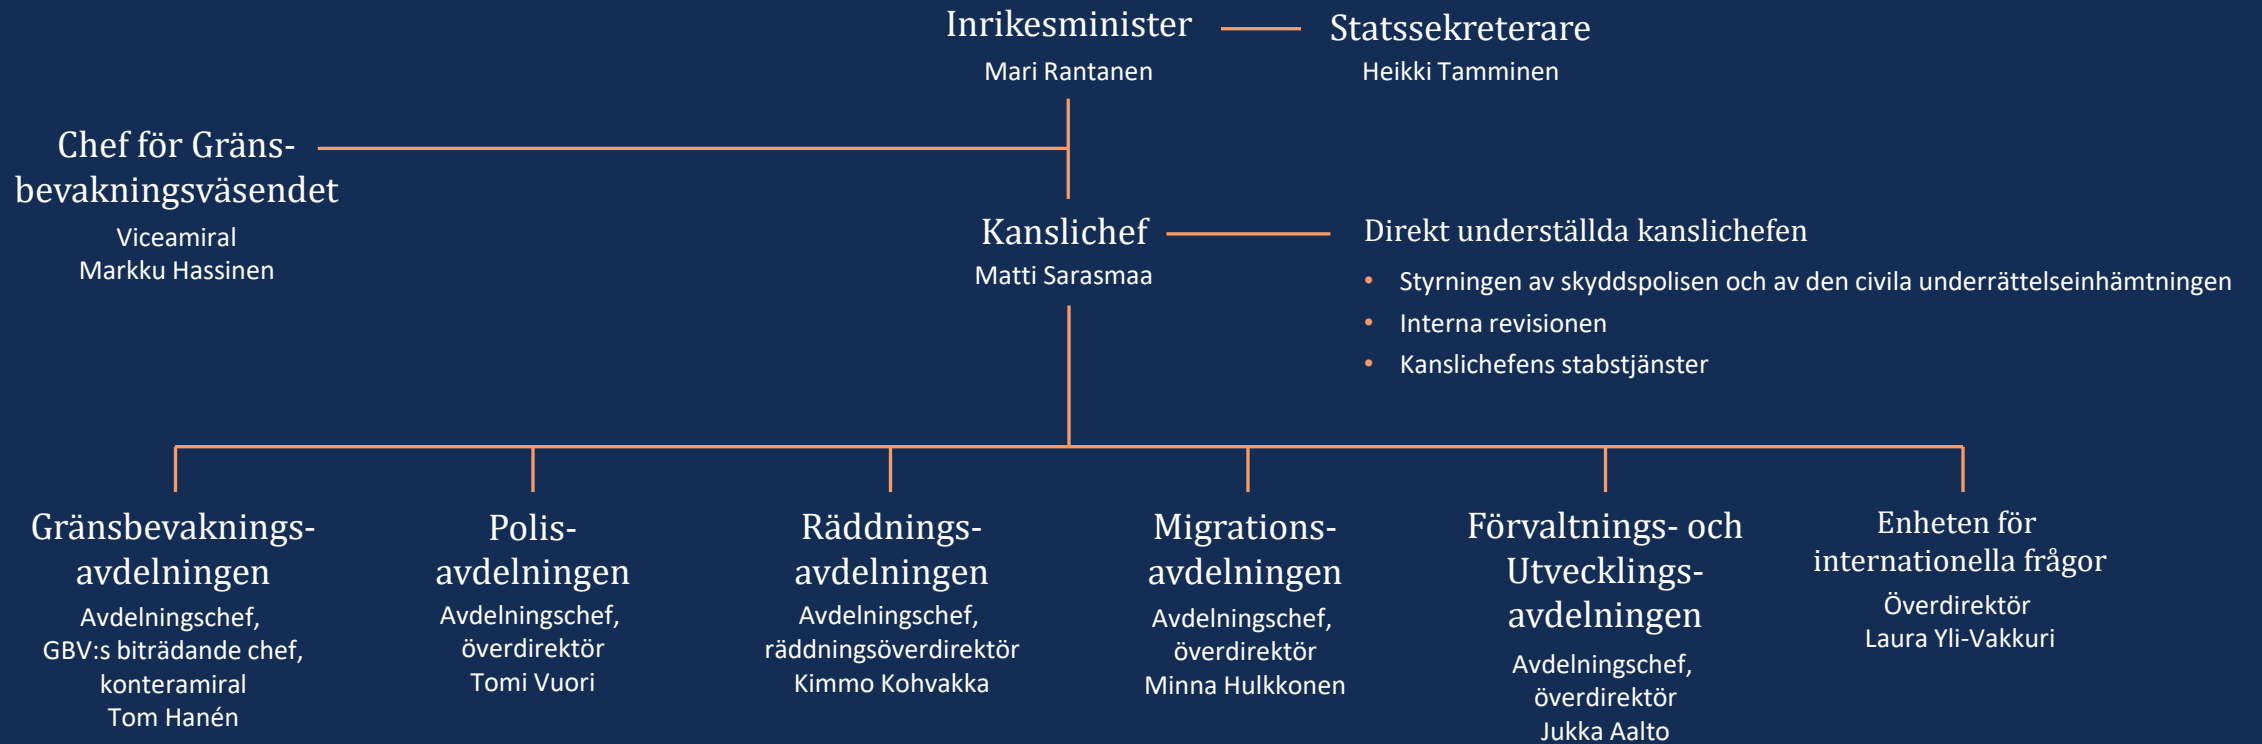 Inrikesminister
Mari Rantanen
Statssekreterare
Heikki Tamminen
Chef för Gräns-
bevakningsväsendet
Viceamiral
Markku Hassinen
Kanslichef
Matti Sarasmaa
Direkt underställda kanslichefen
• Styrningen av skyddspolisen och av den civila underrättelseinhämtningen
• Interna revisionen
• Kanslichefens stabstjänster
Gränsbevaknings-
avdelningen
Avdelningschef,
GBV:s biträdande chef,
konteramiral
Tom Hanén
Polis-
avdelningen
Avdelningschef,
överdirektör
Tomi Vuori
Räddnings-
avdelningen
Avdelningschef,
räddningsöverdirektör
Kimmo Kohvakka
Migrations-
avdelningen
Avdelningschef,
överdirektör
Minna Hulkkonen
Förvaltnings- och
Utvecklings-
avdelningen
Avdelningschef,
överdirektör
Jukka Aalto
Enheten för
internationella frågor
Överdirektör
Laura Yli-Vakkuri